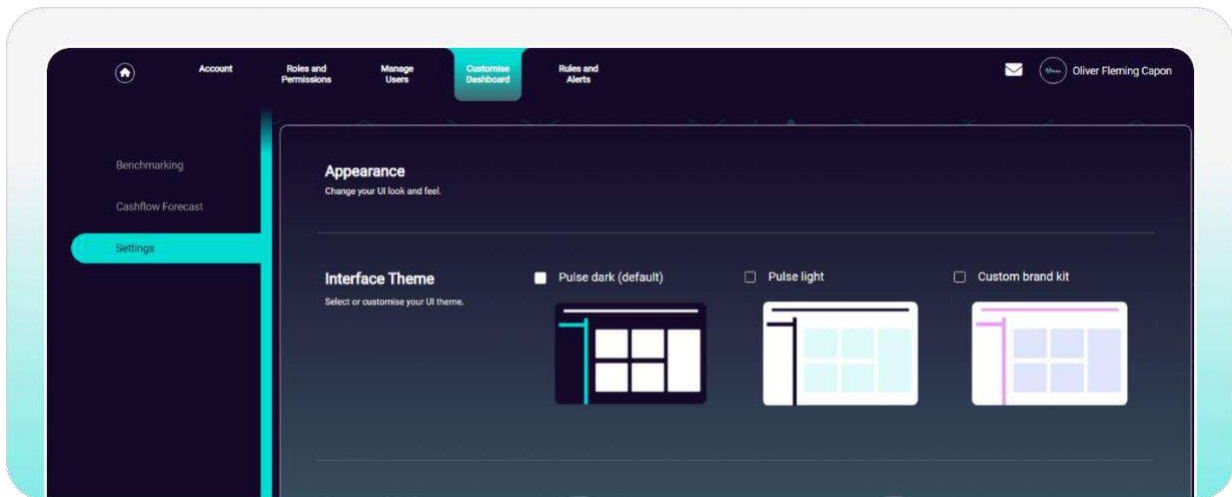 Account
Roles and
Permissions
Manage
Users
Customise
Dashboard
Rules and
Alerts
Oliver Fleming Capon
Benchmarking
Cashflow Forecast
Settings
Appearance
Change your UI look and feel.
Interface Theme
Select or customise your UI theme.
Pulse dark (default)
Pulse light
Custom brand kit